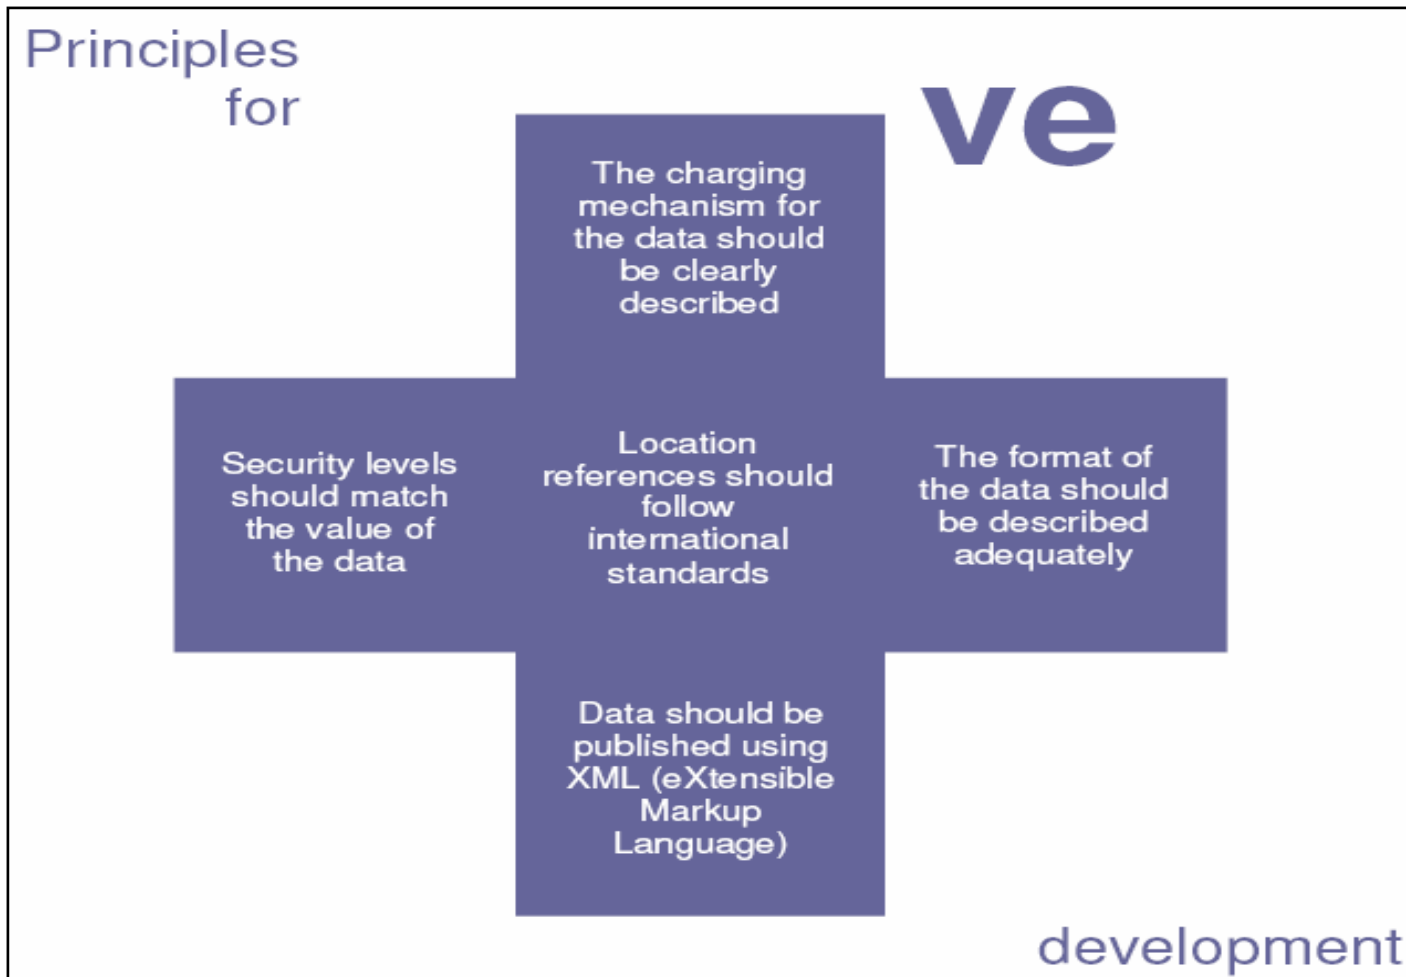 Principles
for
ve
The charging
mechanism for
the data should
be clearly
described
Security levels
should match
the value of
the data
Location
references should
follow
international
standards
The format of
the data should
be described
adequately
Data should be
published using
XML (eXtensible
Markup
Language)
development